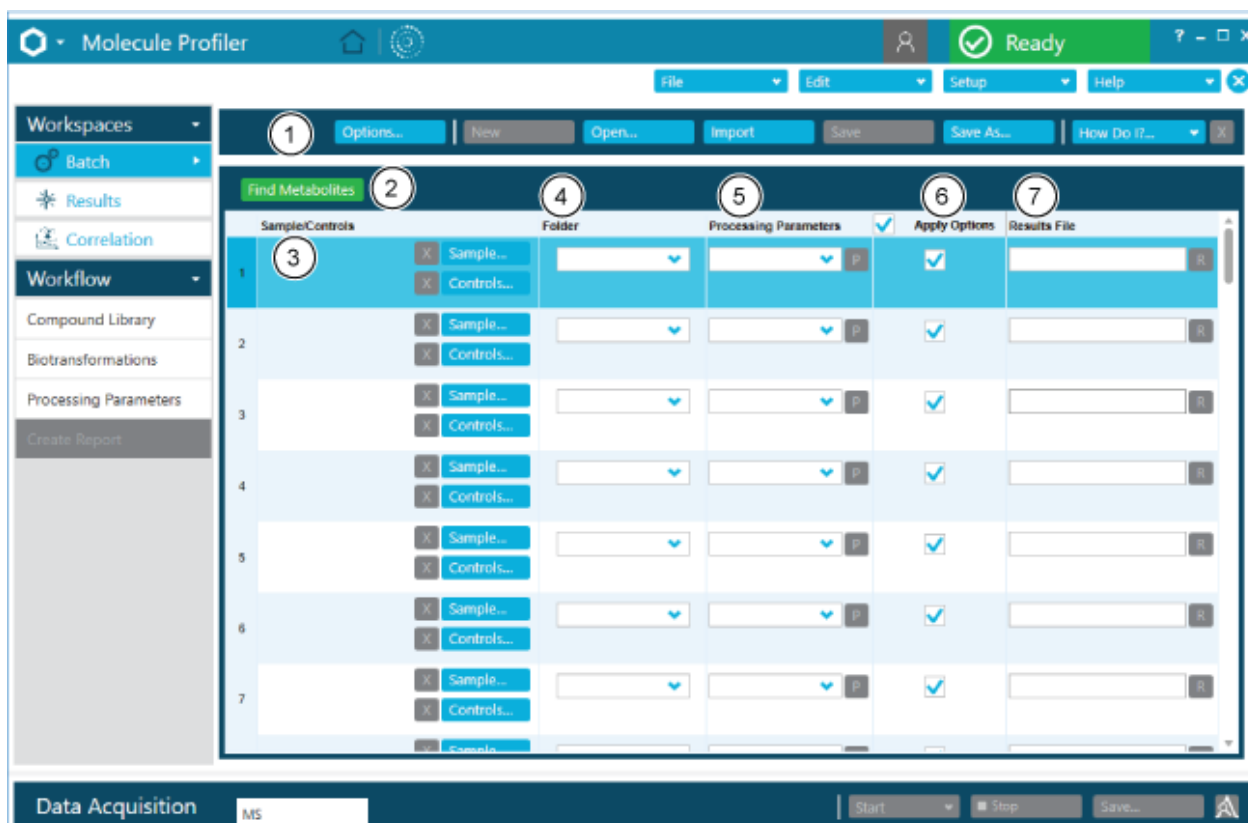 Molecule Profiler Ready ? – □ ×
File Edit Setup Help
Workspaces 1 Options... New Open... Import Save Save As... How Do I?... X
Batch
Find Metabolites 2 4 5 6 7
Results
Sample/Controls Folder Processing Parameters Apply Options Results File
Correlation 1 3 X Sample... P R
X Controls...
Workflow
Compound Library 2 X Sample... P R
Biotransformations X Controls...
Processing Parameters 3 X Sample... P R
X Controls...
Create Report
4 X Sample... P R
X Controls...
5 X Sample... P R
X Controls...
6 X Sample... P R
X Controls...
7 X Sample... P R
X Controls...
Data Acquisition MS Start Stop Save...